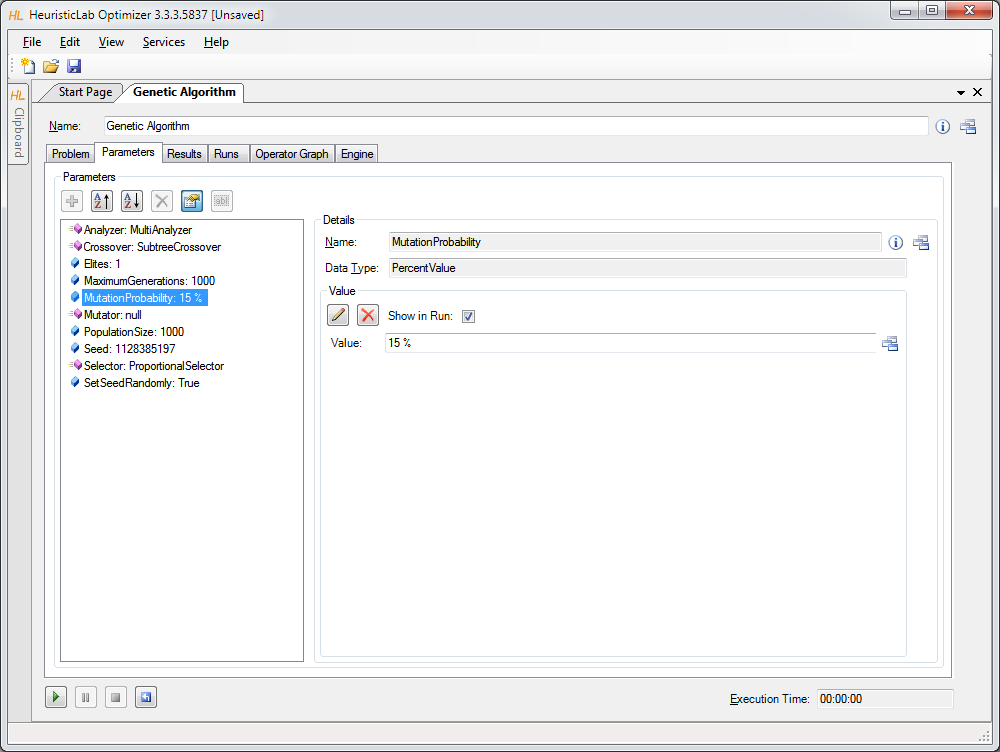 HL HeuristicLab Optimizer 3.3.3.5837 [Unsaved]
File Edit View Services Help
HL Clipboard
Start Page Genetic Algorithm
Name: Genetic Algorithm
Problem Parameters Results Runs Operator Graph Engine
Parameters
Analyzer: MultiAnalyzer
Crossover: SubtreeCrossover
Elites: 1
MaximumGenerations: 1000
MutationProbability: 15 %
Mutator: null
PopulationSize: 1000
Seed: 1128385197
Selector: ProportionalSelector
SetSeedRandomly: True
Details
Name: MutationProbability
Data Type: PercentValue
Value
Show in Run:
Value: 15 %
Execution Time: 00:00:00